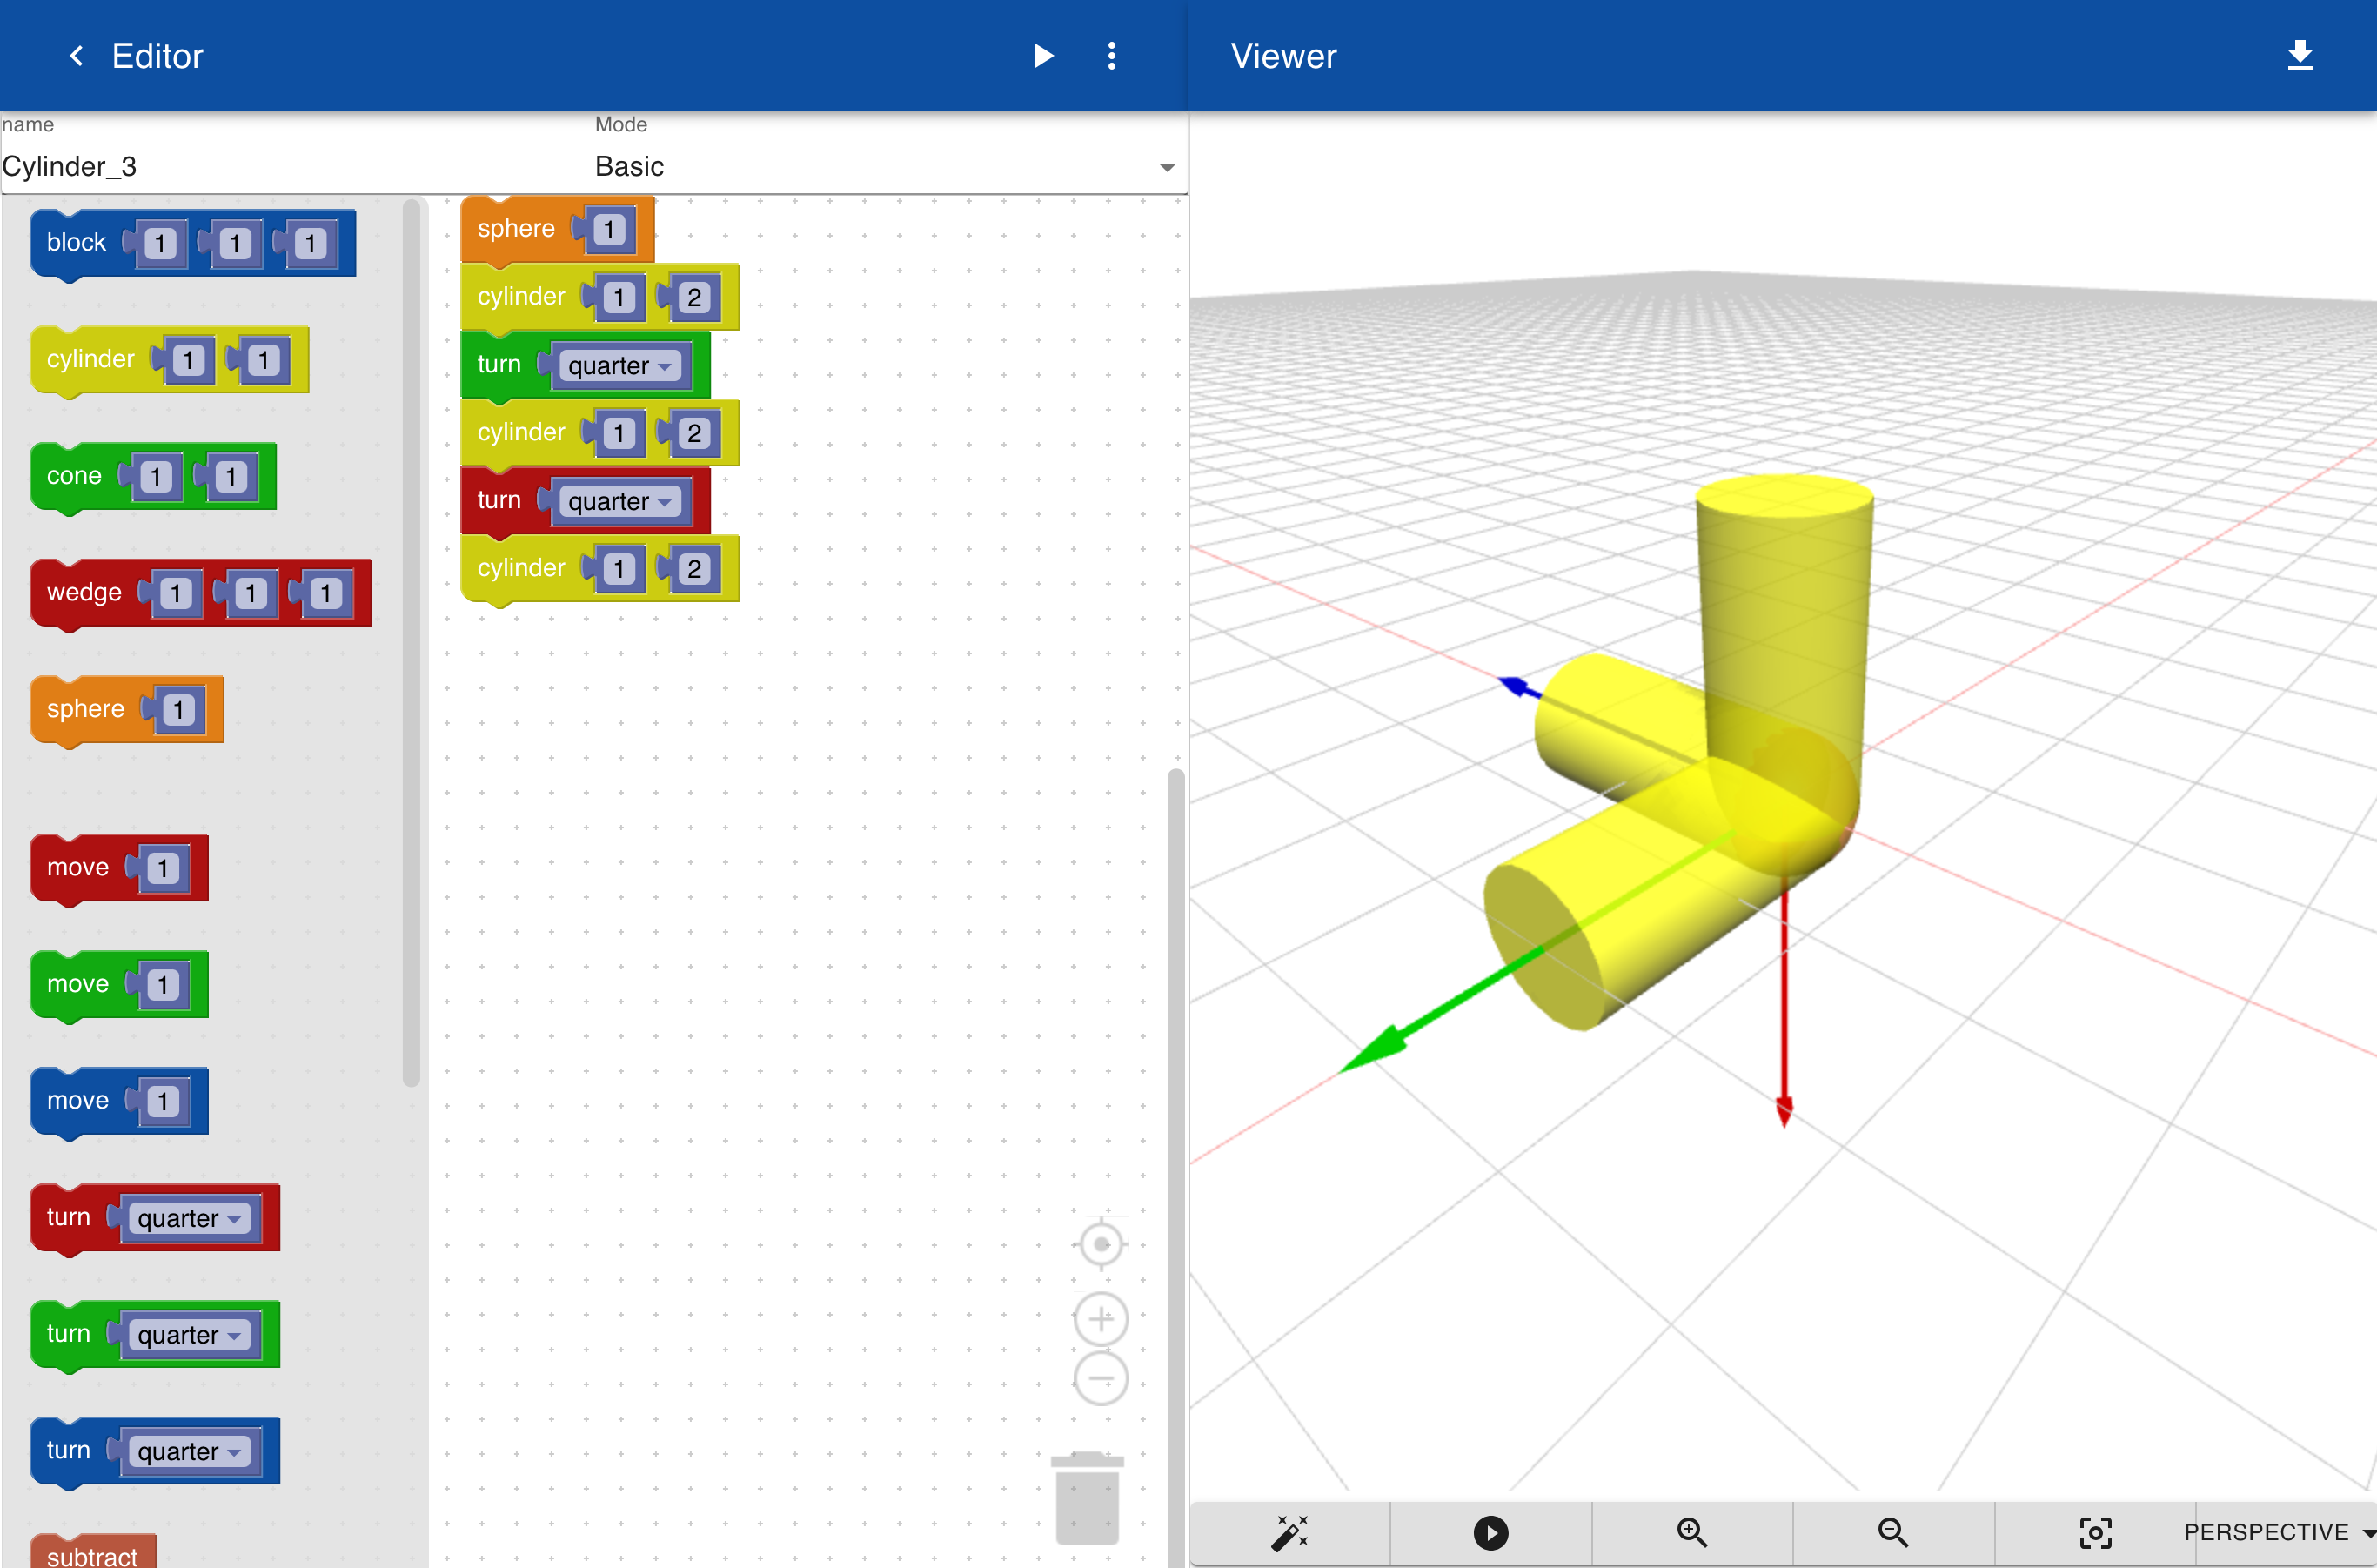 Editor
Viewer
name
Mode
Cylinder_3
Basic
block 1 1 1
cylinder 1 1
cone 1 1
wedge 1 1 1
sphere 1
move 1
move 1
move 1
turn quarter
turn quarter
turn quarter
subtract
sphere 1
cylinder 1 2
turn quarter
cylinder 1 2
turn quarter
cylinder 1 2
PERSPECTIVE